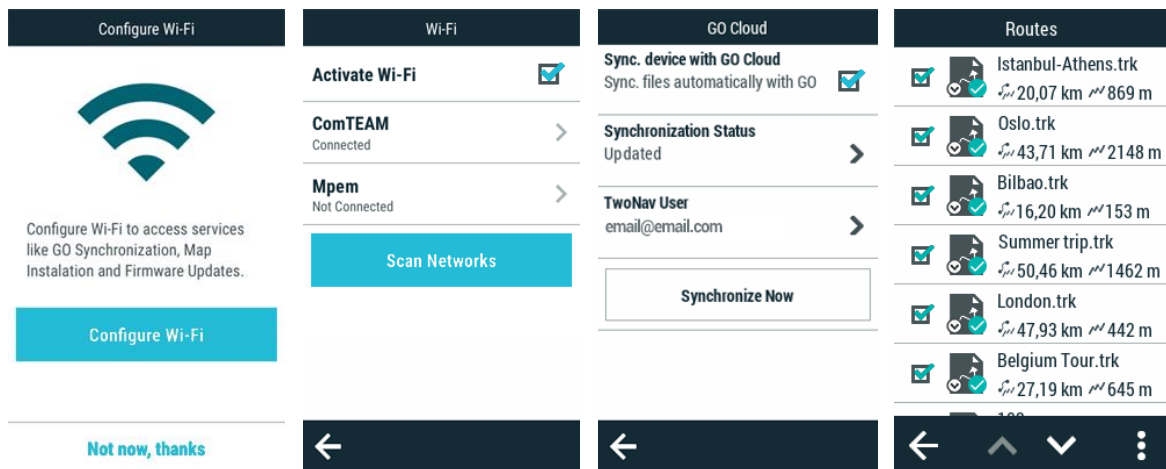 Configure Wi-Fi
Configure Wi-Fi to access services
like GO Synchronization, Map
Instalation and Firmware Updates.
Configure Wi-Fi
Not now, thanks
Wi-Fi
Activate Wi-Fi
ComTEAM
Connected
Mpem
Not Connected
Scan Networks
GO Cloud
Sync. device with GO Cloud
Sync. files automatically with GO
Synchronization Status
Updated
TwoNav User
email@email.com
Synchronize Now
Routes
Istanbul-Athens.trk
20,07 km 869 m
Oslo.trk
43,71 km 2148 m
Bilbao.trk
16,20 km 153 m
Summer trip.trk
50,46 km 1462 m
London.trk
47,93 km 442 m
Belgium Tour.trk
27,19 km 645 m